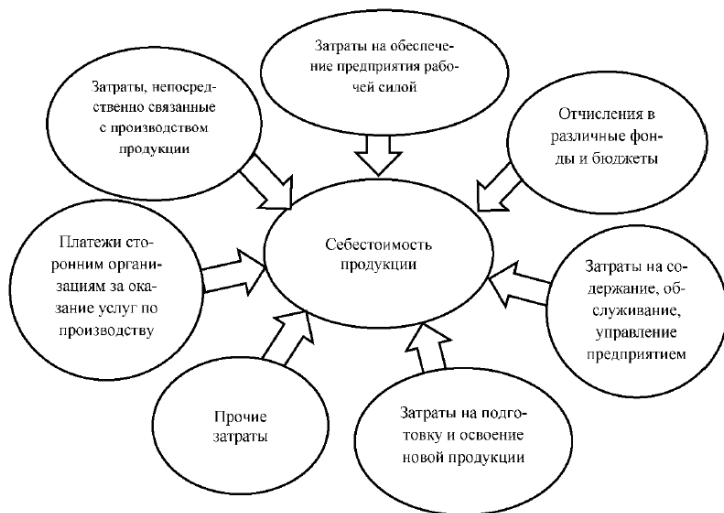 Затраты на обеспече-
ние предприятия рабо-
чей силой
Затраты, непосред-
ственно связанные
с производством
продукции
Отчисления в
различные фон-
ды и бюджеты
Себестоимость
продукции
Платежи сто-
ронним органи-
зациям за ока-
зание услуг по
производству
Затраты на со-
держание, об-
служивание,
управление
предприятием
Прочие
затраты
Затраты на подго-
товку и освоение
новой продукции